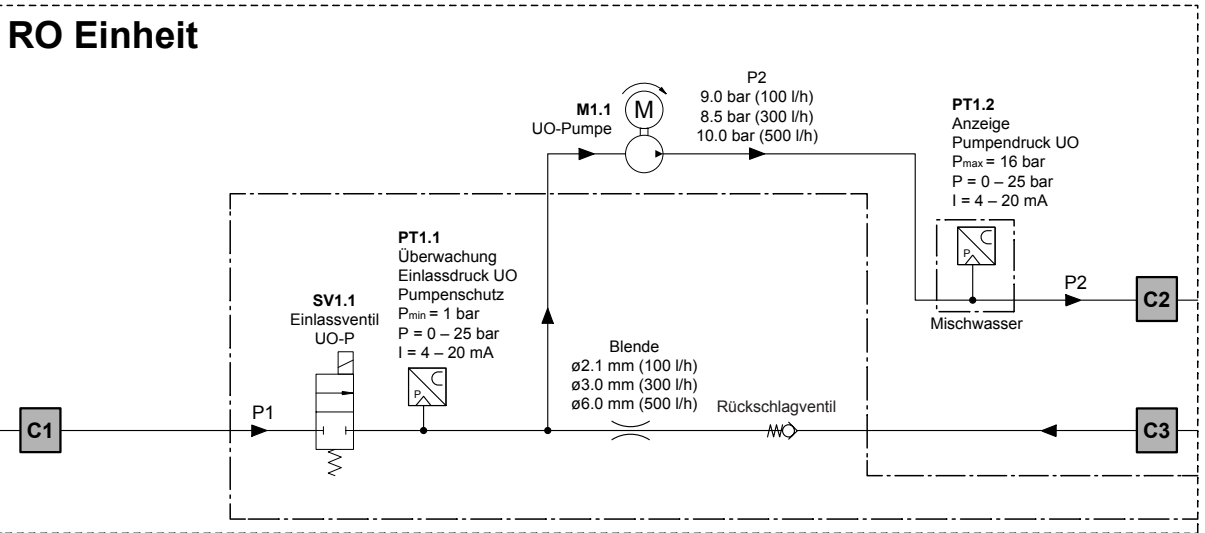 RO Einheit
M1.1
UO-Pumpe
M
P2
9.0 bar (100 l/h)
8.5 bar (300 l/h)
10.0 bar (500 l/h)
PT1.2
Anzeige
Pumpendruck UO
Pmax = 16 bar
P = 0 – 25 bar
I = 4 – 20 mA
P
Mischwasser
P2
C2
PT1.1
Überwachung
Einlassdruck UO
Pumpenschutz
Pmin = 1 bar
P = 0 – 25 bar
I = 4 – 20 mA
P
SV1.1
Einlassventil
UO-P
Blende
ø2.1 mm (100 l/h)
ø3.0 mm (300 l/h)
ø6.0 mm (500 l/h)
Rückschlagventil
C1
P1
C3